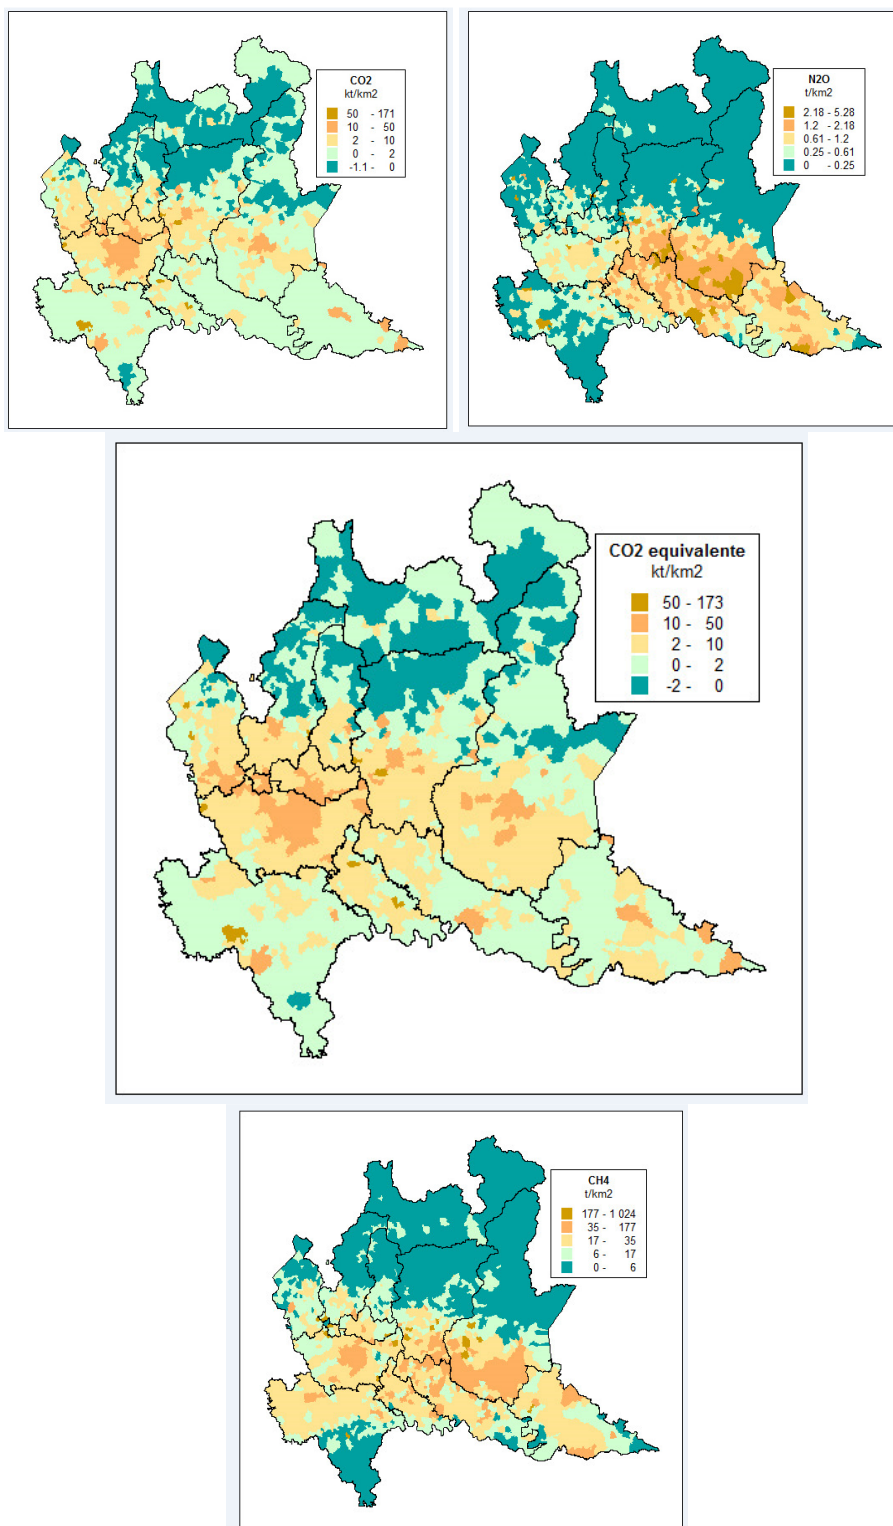 CO2
kt/km2
50 - 171
10 - 50
2 - 10
0 - 2
-1.1 - 0
N2O
t/km2
2.18 - 5.28
1.2 - 2.18
0.61 - 1.2
0.25 - 0.61
0 - 0.25
CO2 equivalente
kt/km2
50 - 173
10 - 50
2 - 10
0 - 2
-2 - 0
CH4
t/km2
177 - 1 024
35 - 177
17 - 35
6 - 17
0 - 6